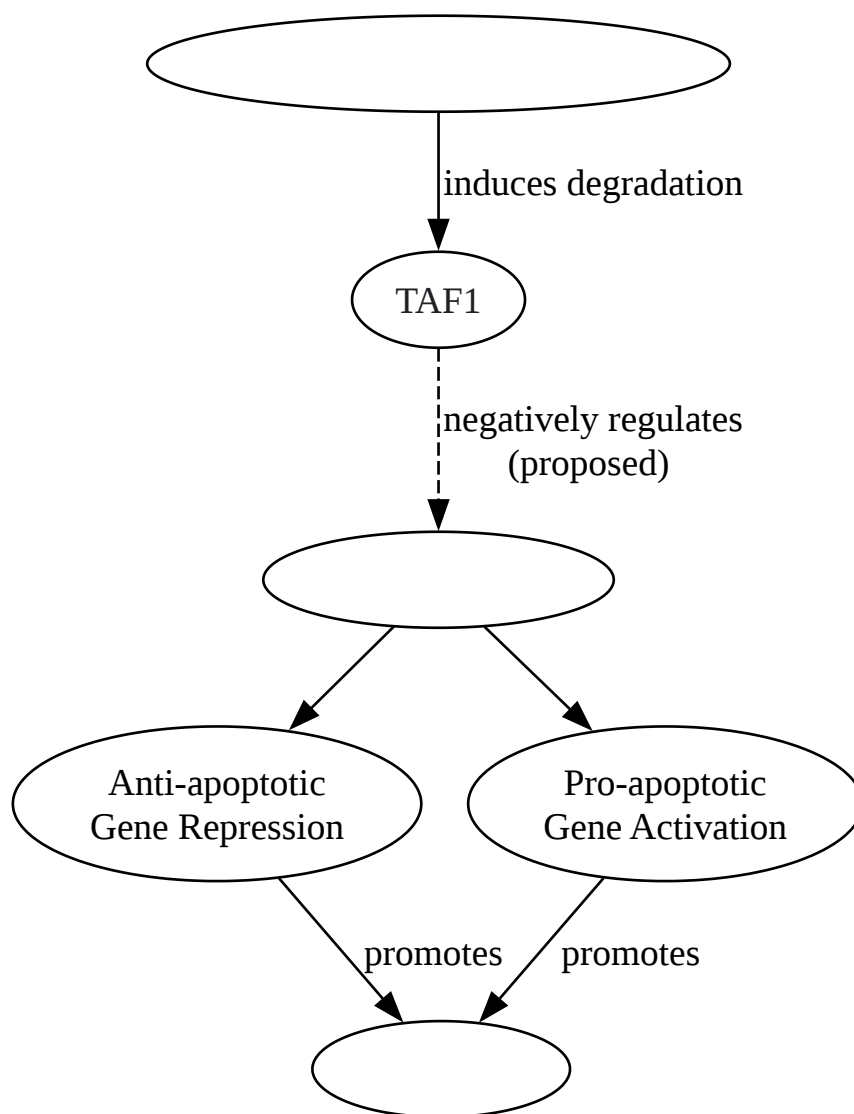 induces degradation
TAF1
negatively regulates
(proposed)
Anti-apoptotic
Gene Repression
Pro-apoptotic
Gene Activation
promotes
promotes